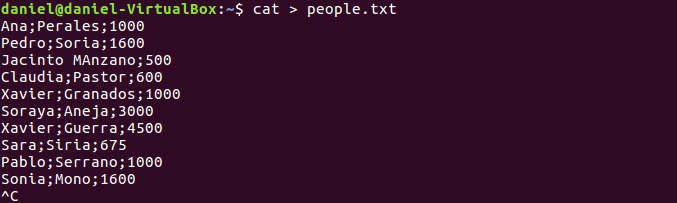 daniel@daniel-VirtualBox:~$ cat > people.txt
Ana;Perales;1000
Pedro;Soria;1600
Jacinto MAnzano;500
Claudia;Pastor;600
Xavier;Granados;1000
Soraya;Aneja;3000
Xavier;Guerra;4500
Sara;Siria;675
Pablo;Serrano;1000
Sonia;Mono;1600
^C